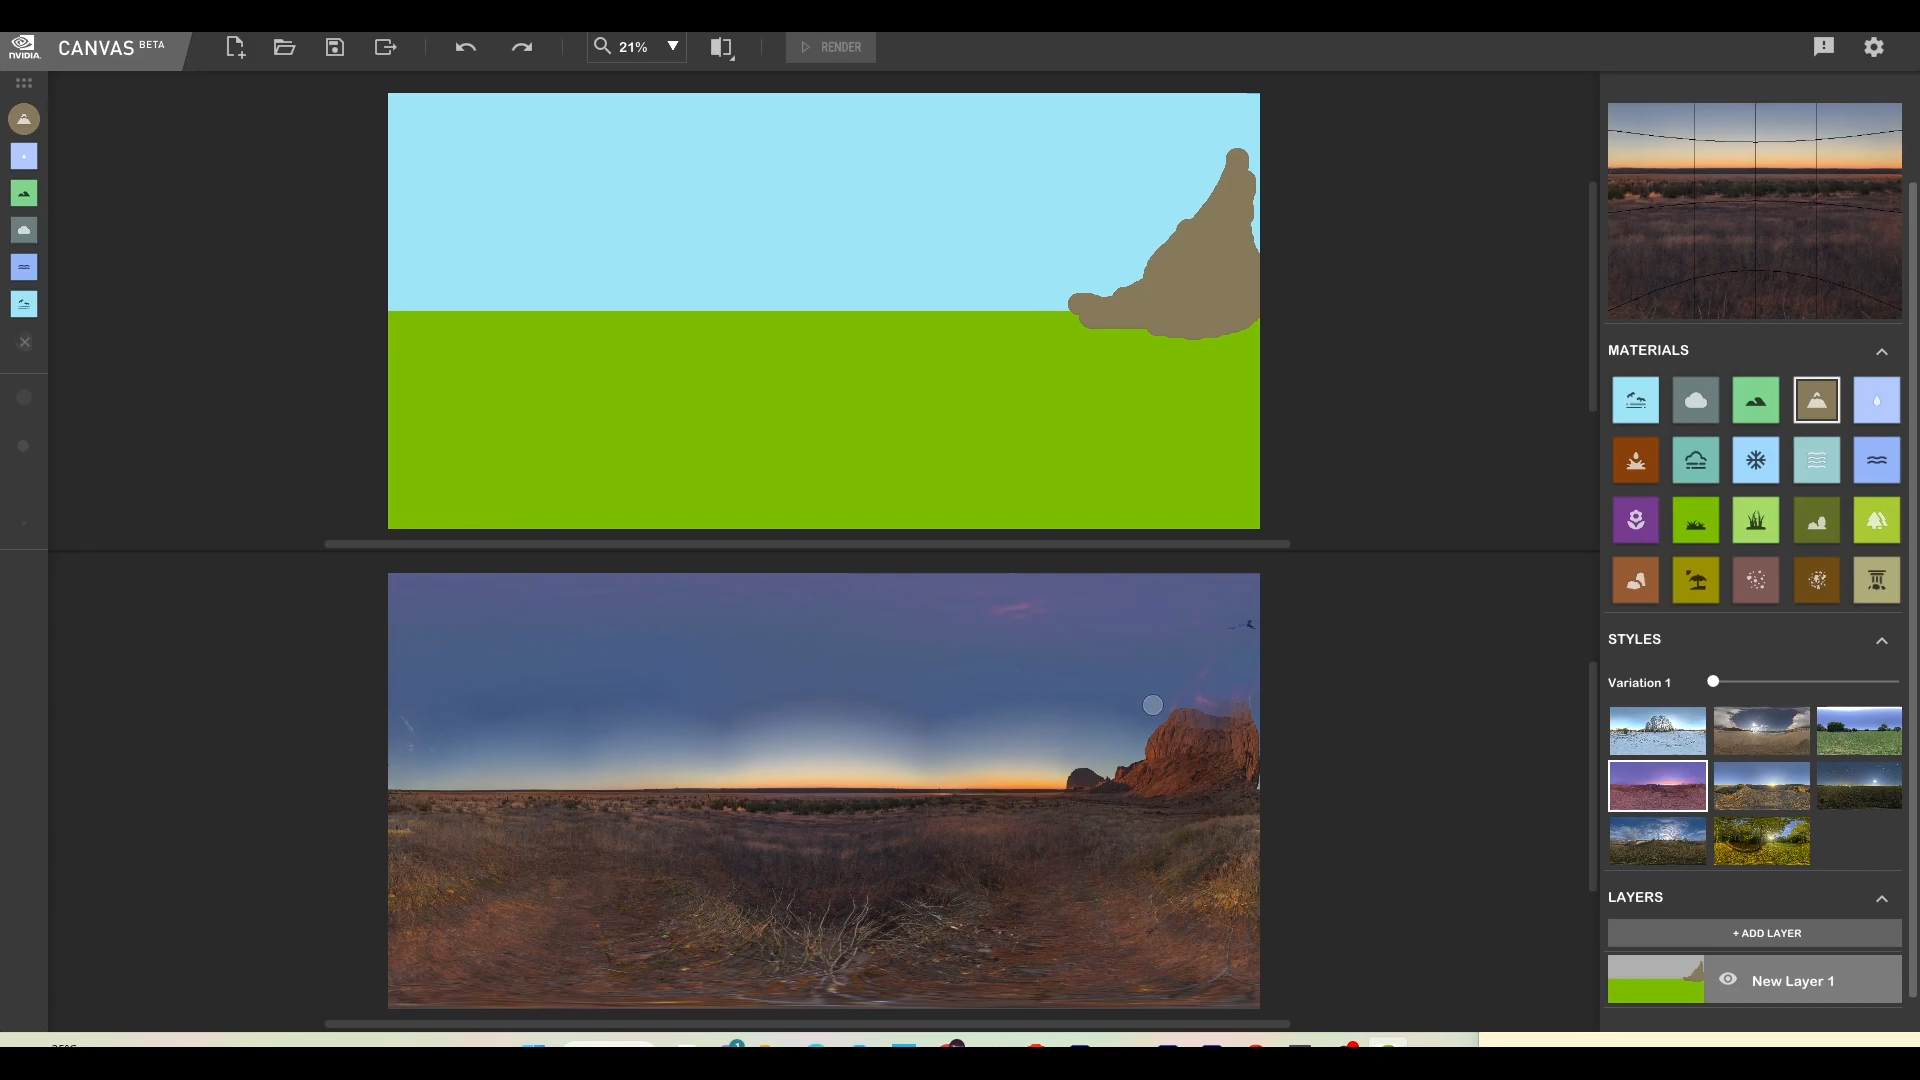 NVIDIA
CANVAS BETA
21%
RENDER
MATERIALS
STYLES
Variation 1
LAYERS
+ ADD LAYER
New Layer 1